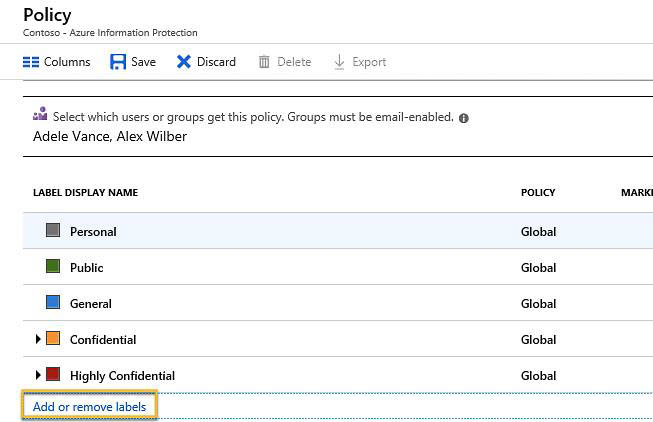 Policy
Contoso - Azure Information Protection
Columns Save Discard Delete Export
Select which users or groups get this policy. Groups must be email-enabled.
Adele Vance, Alex Wilber
LABEL DISPLAY NAME POLICY MARKI
Personal Global
Public Global
General Global
Confidential Global
Highly Confidential Global
Add or remove labels